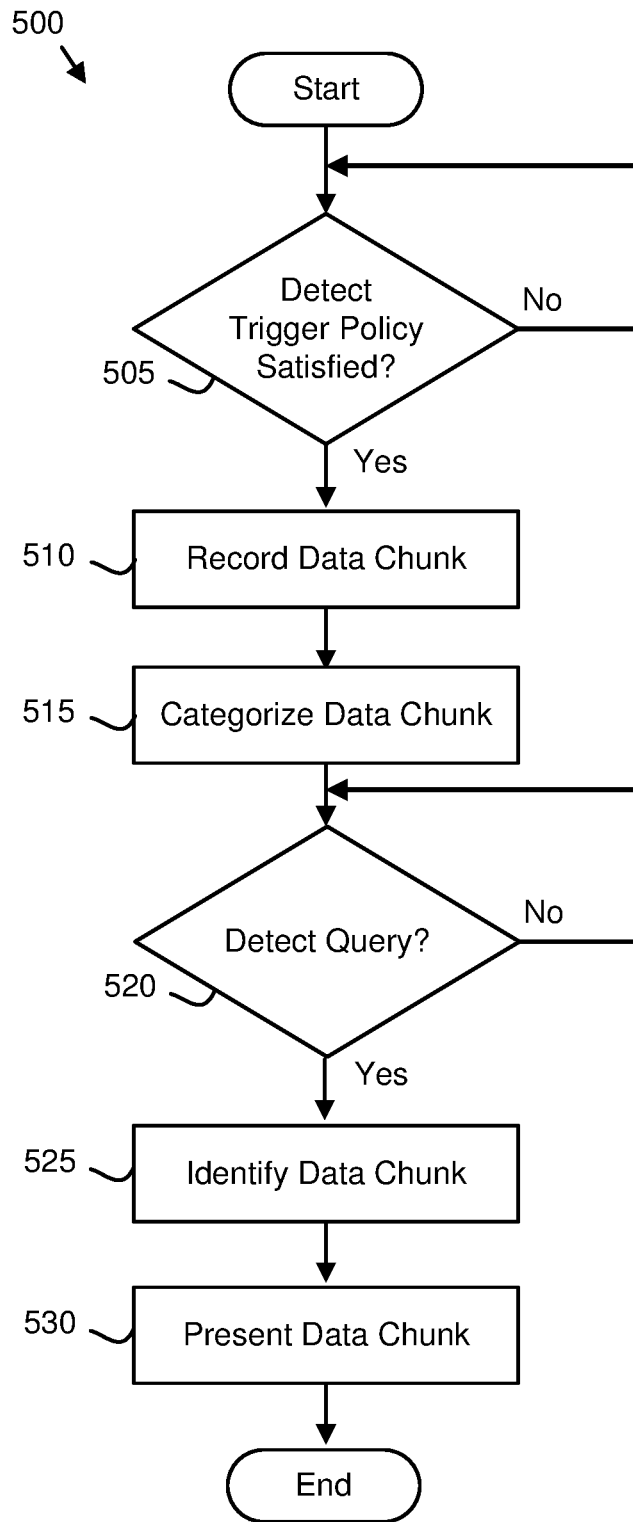 500
Start
Detect
Trigger Policy
Satisfied?
No
505
Yes
510
Record Data Chunk
515
Categorize Data Chunk
Detect Query?
No
520
Yes
525
Identify Data Chunk
530
Present Data Chunk
End